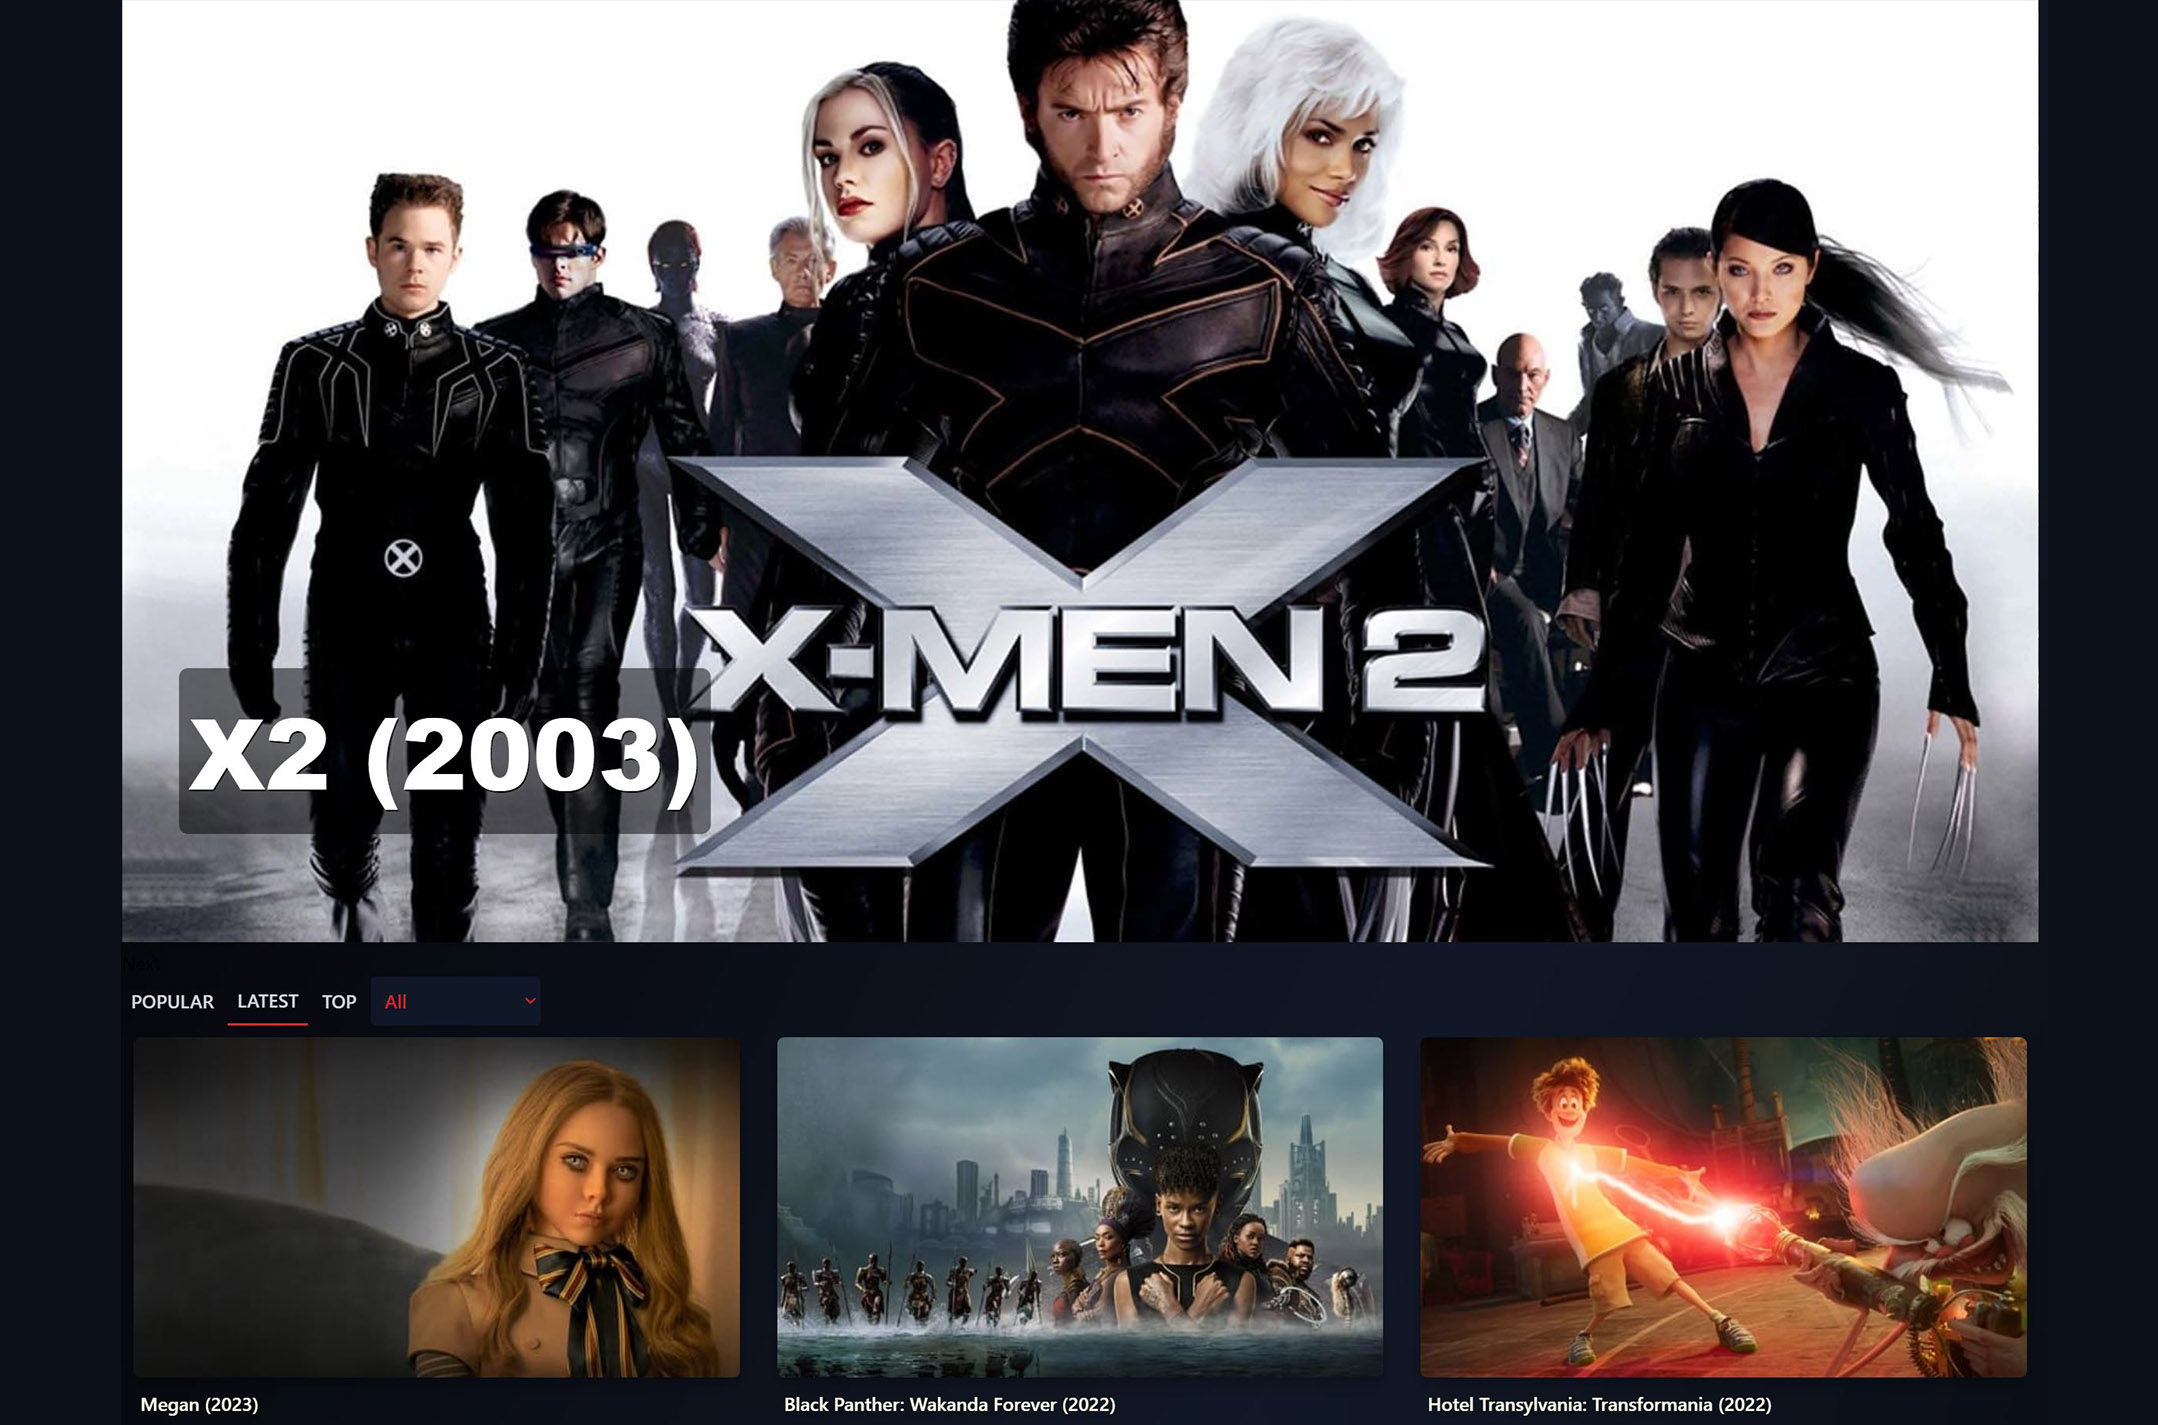 X-MEN 2
X2 (2003)
Next
POPULAR LATEST TOP All
Megan (2023)
Black Panther: Wakanda Forever (2022)
Hotel Transylvania: Transformania (2022)